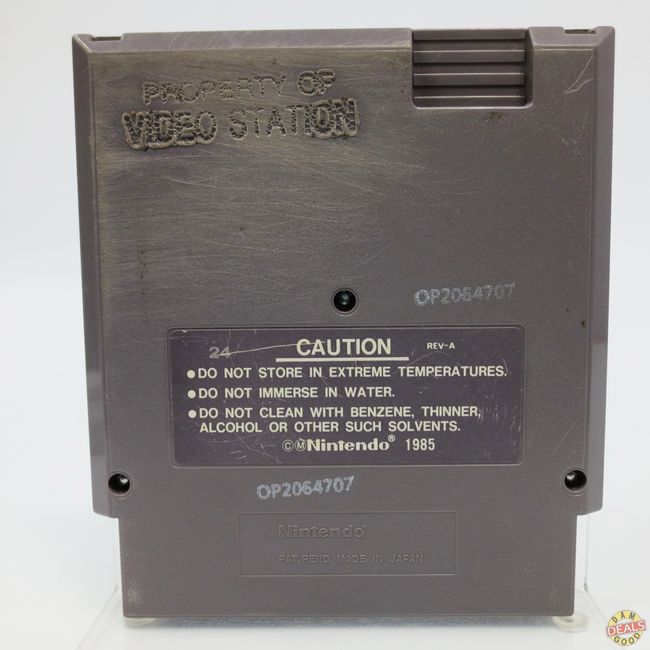 PROPERTY OF
VIDEO STATION
OP2064707
24
CAUTION REV-A
●DO NOT STORE IN EXTREME TEMPERATURES.
●DO NOT IMMERSE IN WATER.
●DO NOT CLEAN WITH BENZENE, THINNER,
ALCOHOL OR OTHER SUCH SOLVENTS.
©Ⓜ Nintendo® 1985
OP2064707
Nintendo®
PAT. PEND. MADE IN JAPAN
DAM
DEALS
GOOD